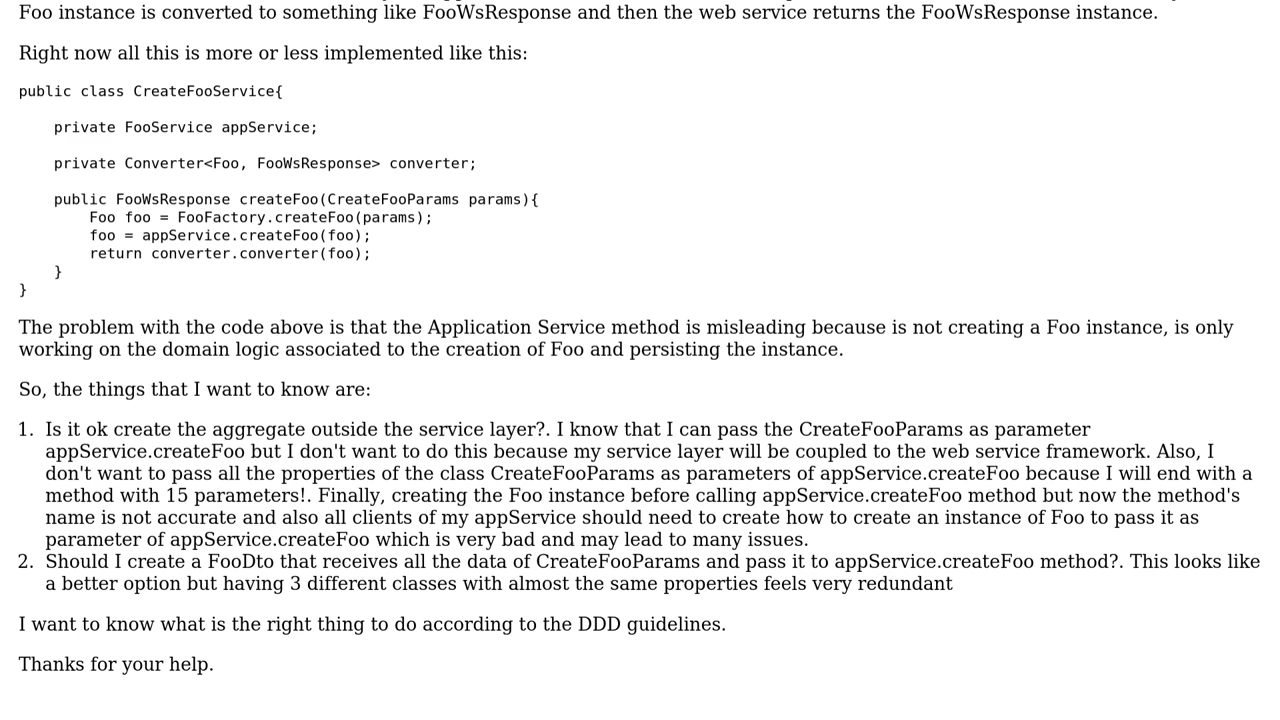 Foo instance is converted to something like FooWsResponse and then the web service returns the FooWsResponse instance.
Right now all this is more or less implemented like this:
public class CreateFooService{
    private FooService appService;
    private Converter<Foo, FooWsResponse> converter;
    public FooWsResponse createFoo(CreateFooParams params){
        Foo foo = FooFactory.createFoo(params);
        foo = appService.createFoo(foo);
        return converter.converter(foo);
    }
}
The problem with the code above is that the Application Service method is misleading because is not creating a Foo instance, is only
working on the domain logic associated to the creation of Foo and persisting the instance.
So, the things that I want to know are:
1. Is it ok create the aggregate outside the service layer?. I know that I can pass the CreateFooParams as parameter
appService.createFoo but I don't want to do this because my service layer will be coupled to the web service framework. Also, I
don't want to pass all the properties of the class CreateFooParams as parameters of appService.createFoo because I will end with a
method with 15 parameters!. Finally, creating the Foo instance before calling appService.createFoo method but now the method's
name is not accurate and also all clients of my appService should need to create how to create an instance of Foo to pass it as
parameter of appService.createFoo which is very bad and may lead to many issues.
2. Should I create a FooDto that receives all the data of CreateFooParams and pass it to appService.createFoo method?. This looks like
a better option but having 3 different classes with almost the same properties feels very redundant
I want to know what is the right thing to do according to the DDD guidelines.
Thanks for your help.